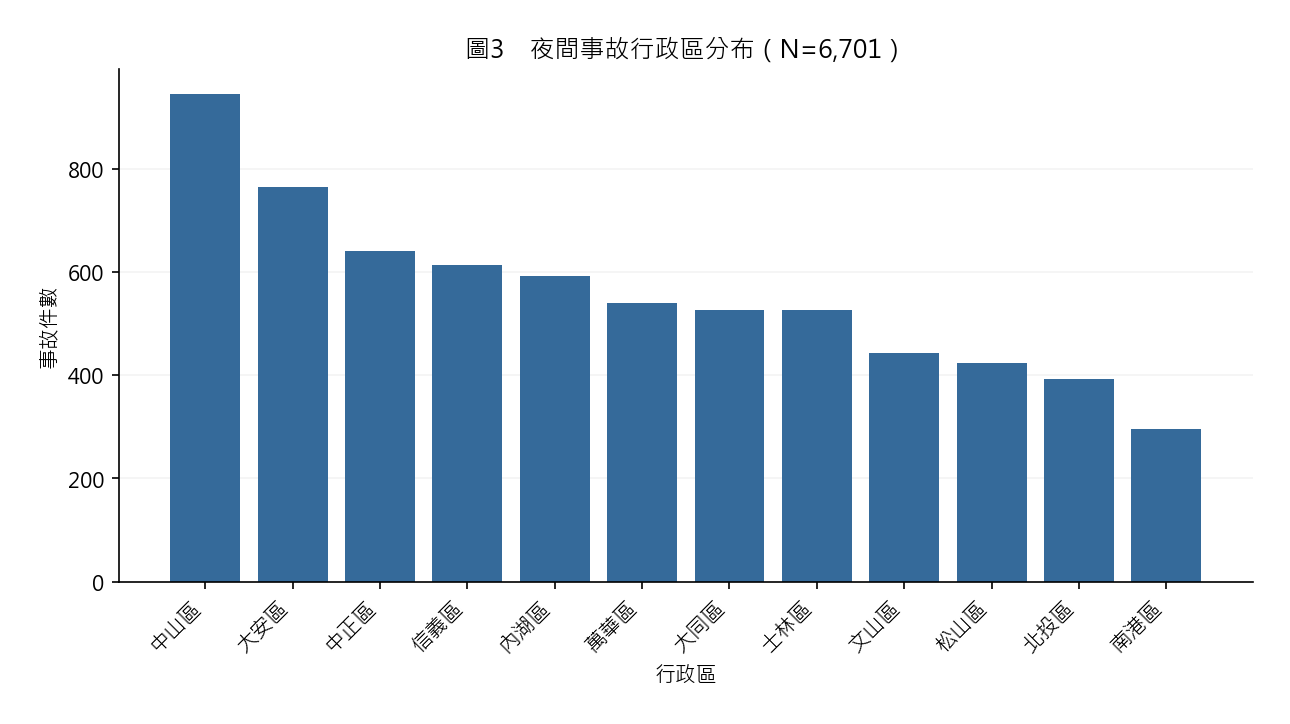 圖3　夜間事故行政區分布（N=6,701）
事故件數
800
600
400
200
0
中山區
大安區
中正區
信義區
內湖區
萬華區
大同區
士林區
文山區
松山區
北投區
南港區
行政區